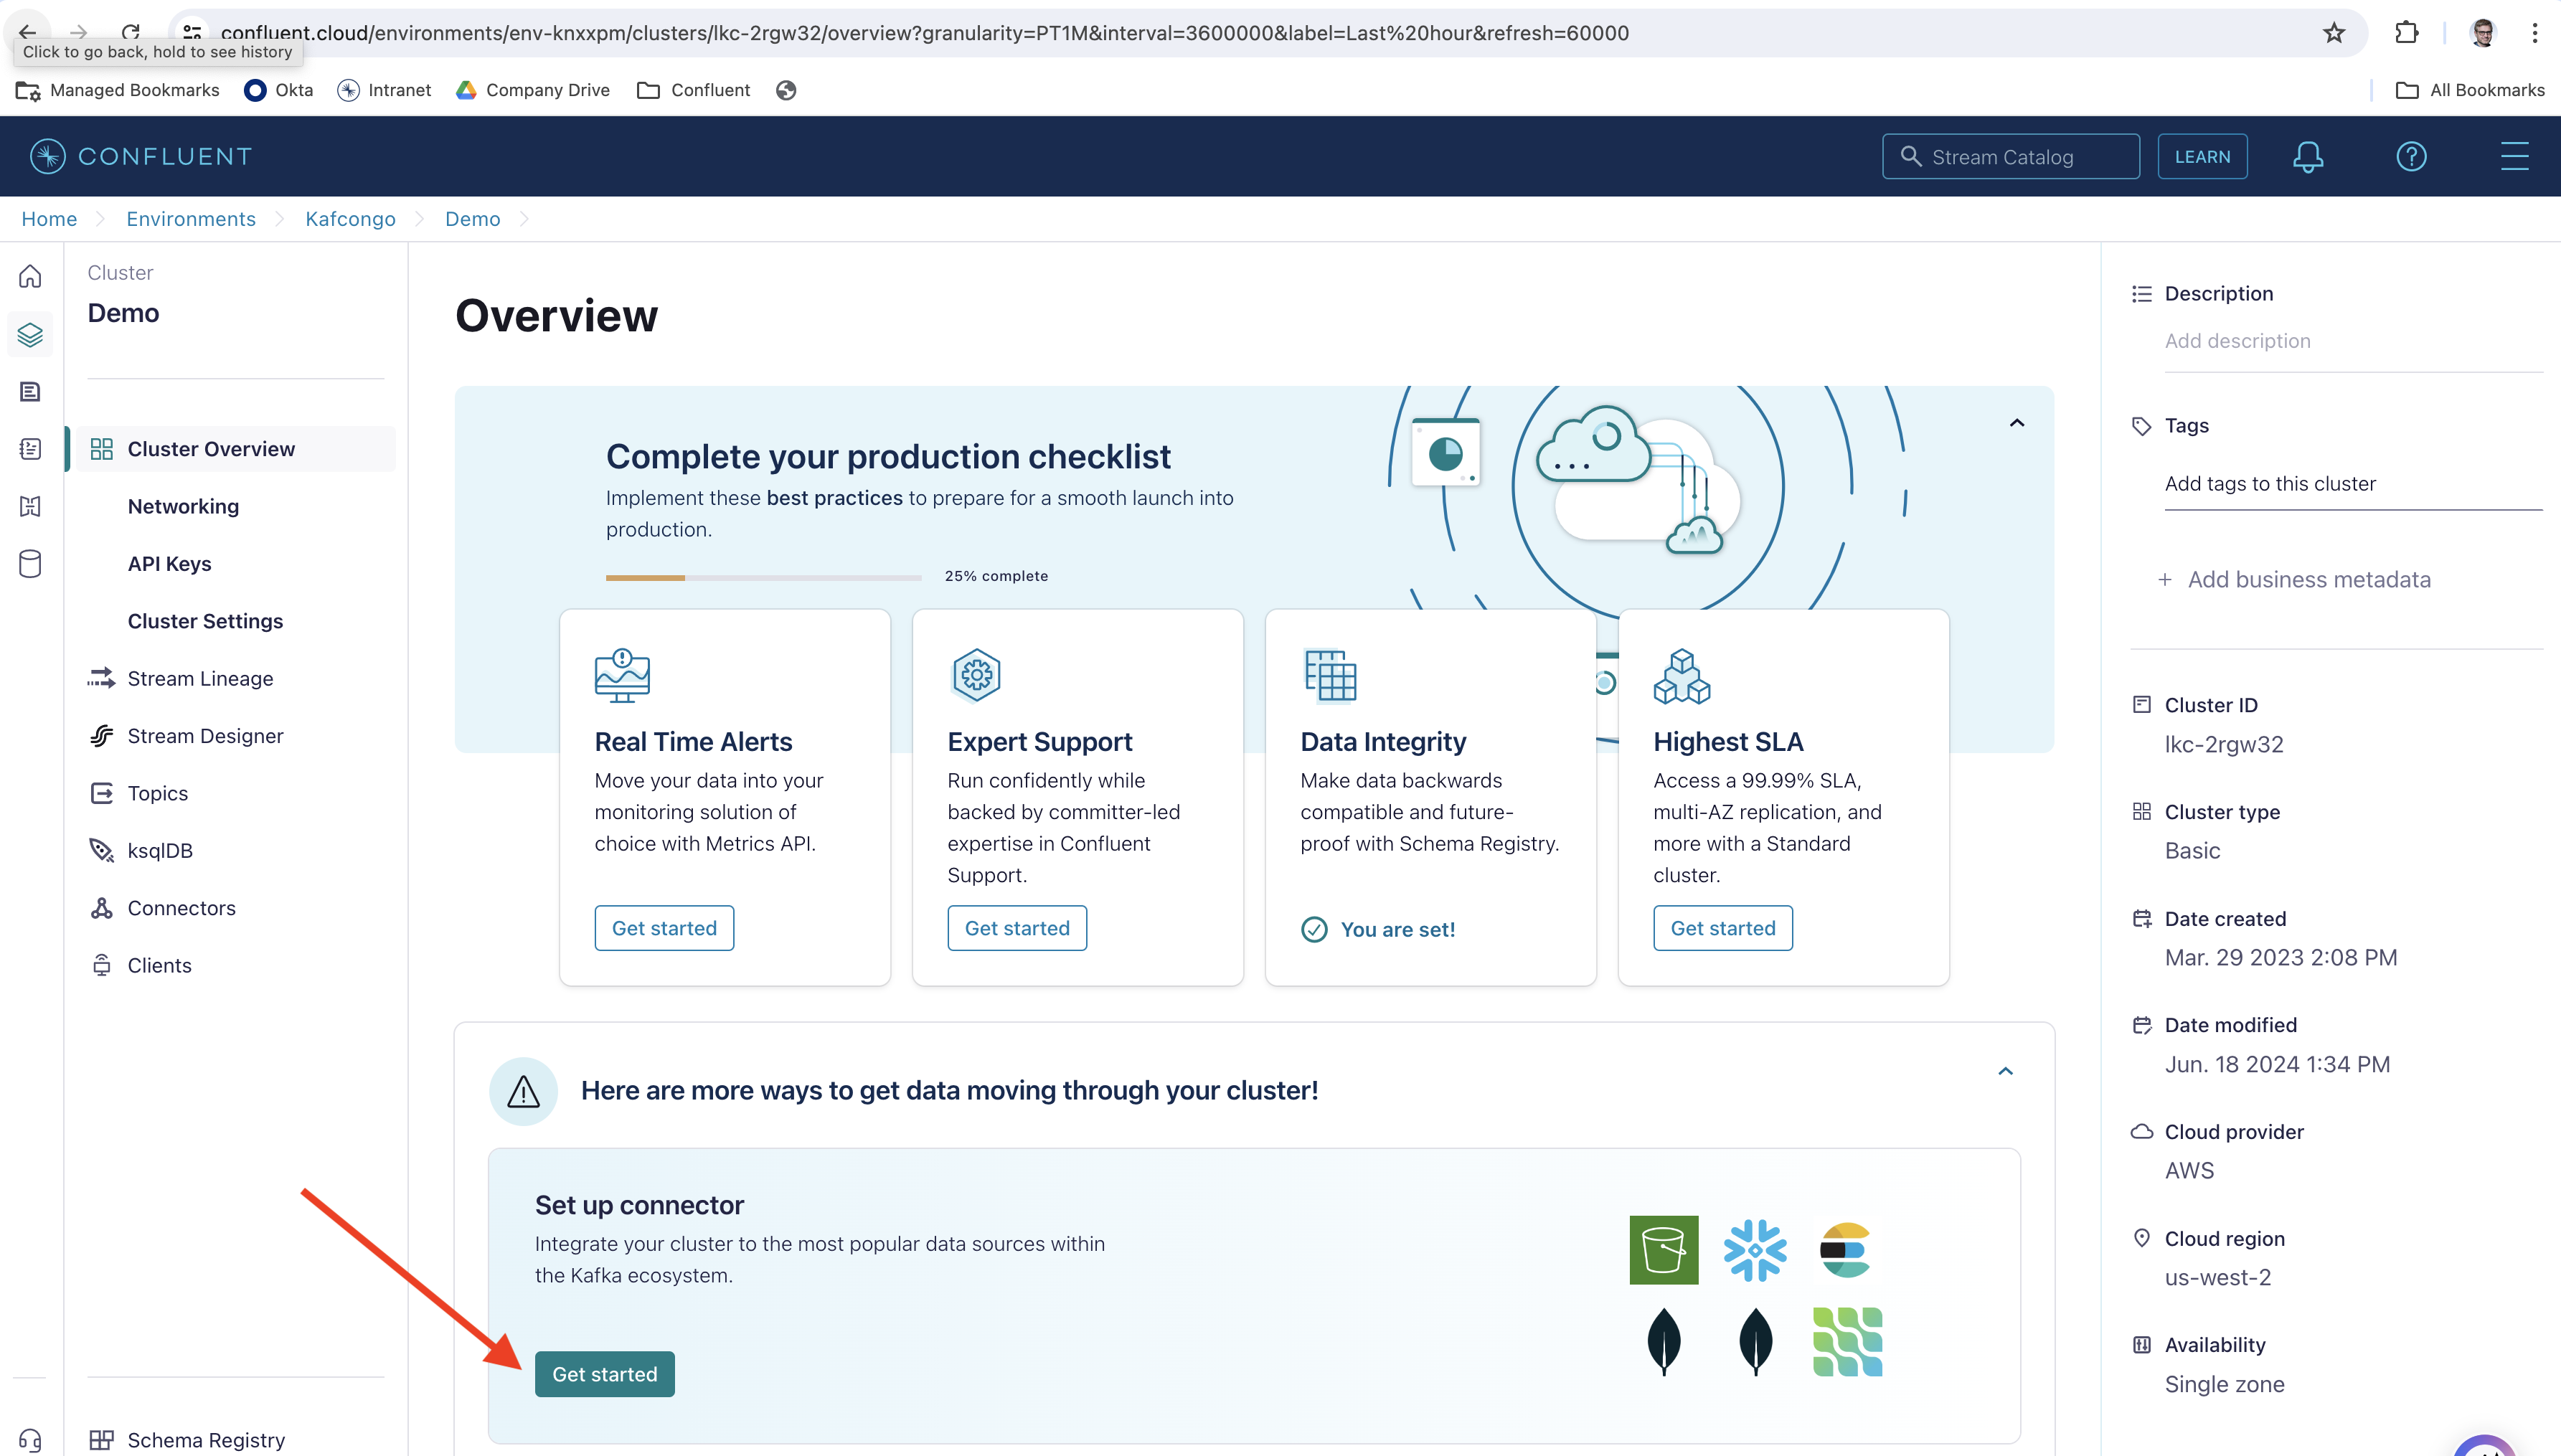 confluent.cloud/environments/env-knxxpm/clusters/lkc-2rgw32/overview?granularity=PT1M&interval=3600000&label=Last%20hour&refresh=60000
Click to go back, hold to see history
Managed Bookmarks
Okta
Intranet
Company Drive
Confluent
All Bookmarks
CONFLUENT
Stream Catalog
LEARN
Home
Environments
Kafcongo
Demo
Cluster
Demo
Cluster Overview
Networking
API Keys
Cluster Settings
Stream Lineage
Stream Designer
Topics
ksqlDB
Connectors
Clients
Schema Registry
Overview
Complete your production checklist
Implement these best practices to prepare for a smooth launch into
production.
25% complete
Real Time Alerts
Move your data into your
monitoring solution of
choice with Metrics API.
Get started
Expert Support
Run confidently while
backed by committer-led
expertise in Confluent
Support.
Get started
Data Integrity
Make data backwards
compatible and future-
proof with Schema Registry.
You are set!
Highest SLA
Access a 99.99% SLA,
multi-AZ replication, and
more with a Standard
cluster.
Get started
Here are more ways to get data moving through your cluster!
Set up connector
Integrate your cluster to the most popular data sources within
the Kafka ecosystem.
Get started
Description
Add description
Tags
Add tags to this cluster
+ Add business metadata
Cluster ID
lkc-2rgw32
Cluster type
Basic
Date created
Mar. 29 2023 2:08 PM
Date modified
Jun. 18 2024 1:34 PM
Cloud provider
AWS
Cloud region
us-west-2
Availability
Single zone